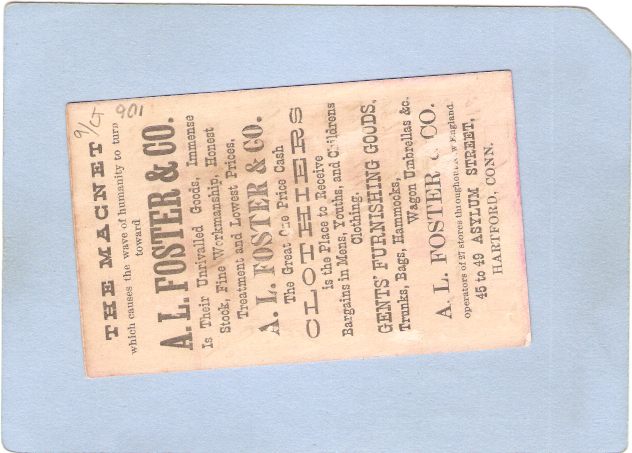 9/CT 901
THE MAGNET
which causes the wave of humanity to turn
toward
A. L. FOSTER & CO.
Is Their Unrivalled Goods, Immense
Stock, Fine Workmanship, Honest
Treatment and Lowest Prices,
A. L. FOSTER & CO.
The Great One Price Cash
CLOTHIERS
is the Place to Receive
Bargains in Mens, Youths, and Childrens
Clothing.
GENTS' FURNISHING GOODS,
Trunks, Bags, Hammocks,
Wagon Umbrellas &c.
A. L. FOSTER & CO.
operators of 27 stores throughout New England.
45 to 49 ASYLUM STREET,
HARTFORD, CONN.